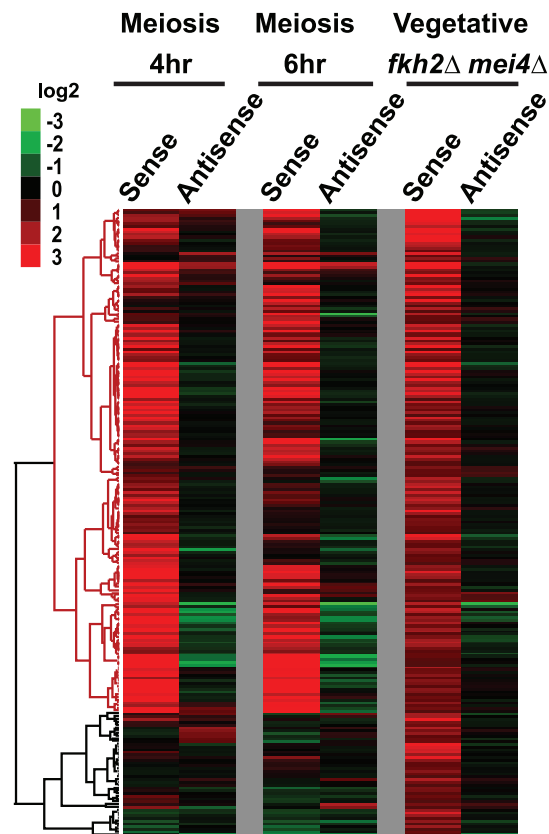 Meiosis Meiosis Vegetative
4hr 6hr fkh2Δ mei4Δ
log2
-3
-2
-1
0
1
2
3
Sense Antisense Sense Antisense Sense Antisense